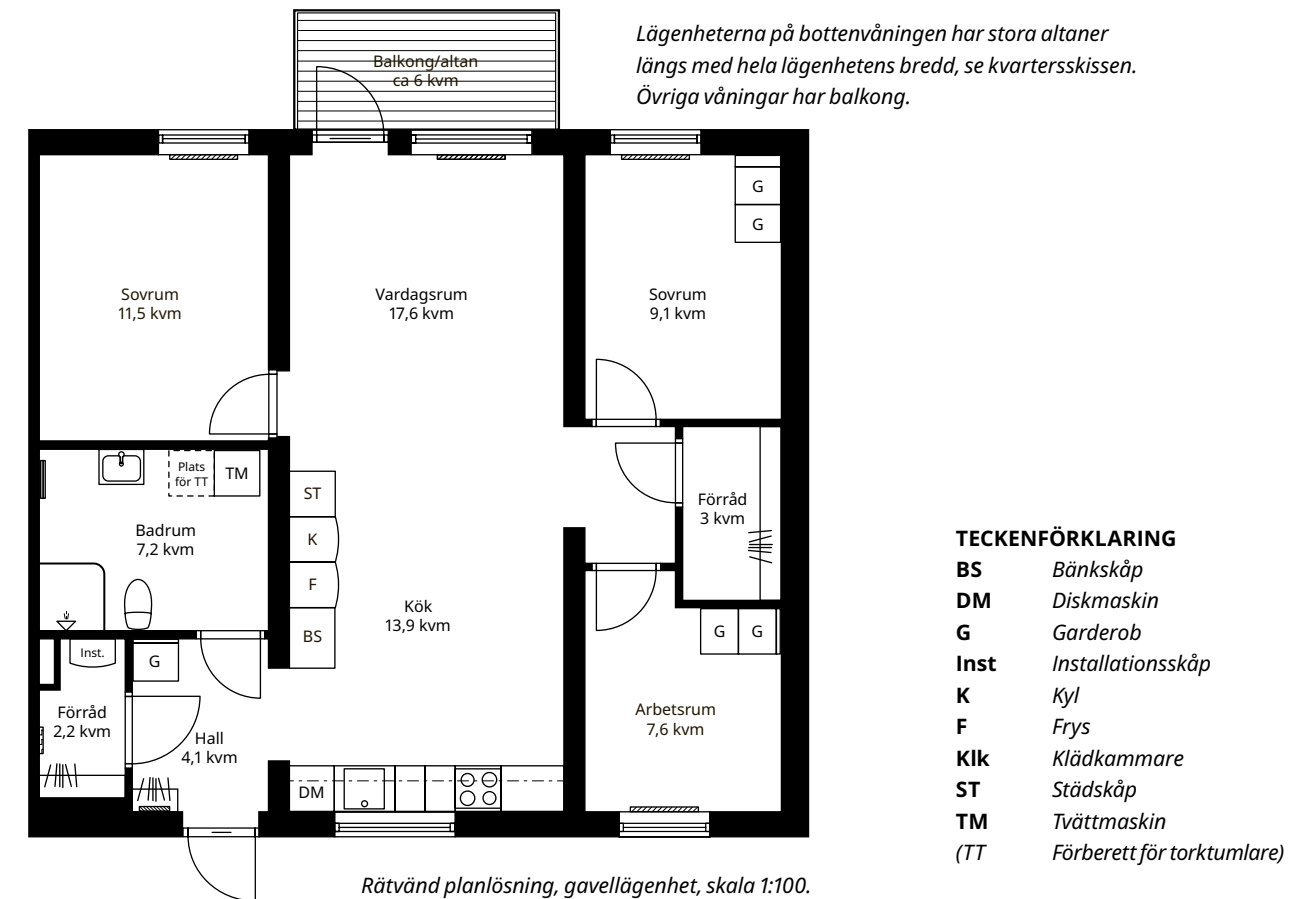 Lägenheterna på bottenvåningen har stora altaner
längs med hela lägenhetens bredd, se kvartersskissen.
Övriga våningar har balkong.
Balkong/altan
ca 6 kvm
G
G
Sovrum
11,5 kvm
Vardagsrum
17,6 kvm
Sovrum
9,1 kvm
Plats
för TT
TM
ST
K
F
BS
Badrum
7,2 kvm
Förråd
3 kvm
Kök
13,9 kvm
Inst.
G
G
G
Förråd
2,2 kvm
Hall
4,1 kvm
Arbetsrum
7,6 kvm
DM
TECKENFÖRKLARING
BS Bänkskåp
DM Diskmaskin
G Garderob
Inst Installationsskåp
K Kyl
F Frys
Klk Klädkammare
ST Städskåp
TM Tvättmaskin
(TT Förberett för torktumlare)
Rätvänd planlösning, gavellägenhet, skala 1:100.